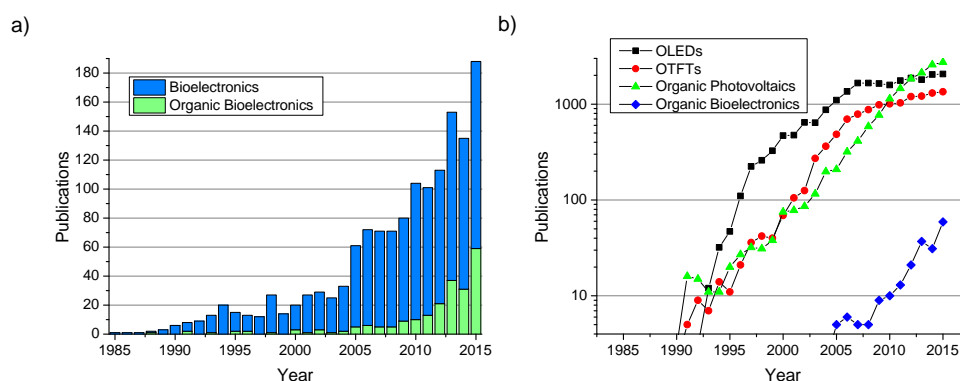 a)
Publications
180
160
140
120
100
80
60
40
20
0
Bioelectronics
Organic Bioelectronics
1985 1990 1995 2000 2005 2010 2015
Year
b)
OLEDs
OTFTs
Organic Photovoltaics
Organic Bioelectronics
Publications
1000
100
10
1985 1990 1995 2000 2005 2010 2015
Year